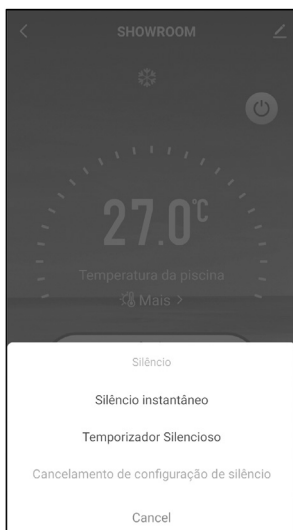 SHOWROOM
27.0°C
Temperatura da piscina
Mais >
Silêncio
Silêncio instantâneo
Temporizador Silencioso
Cancelamento de configuração de silêncio
Cancel